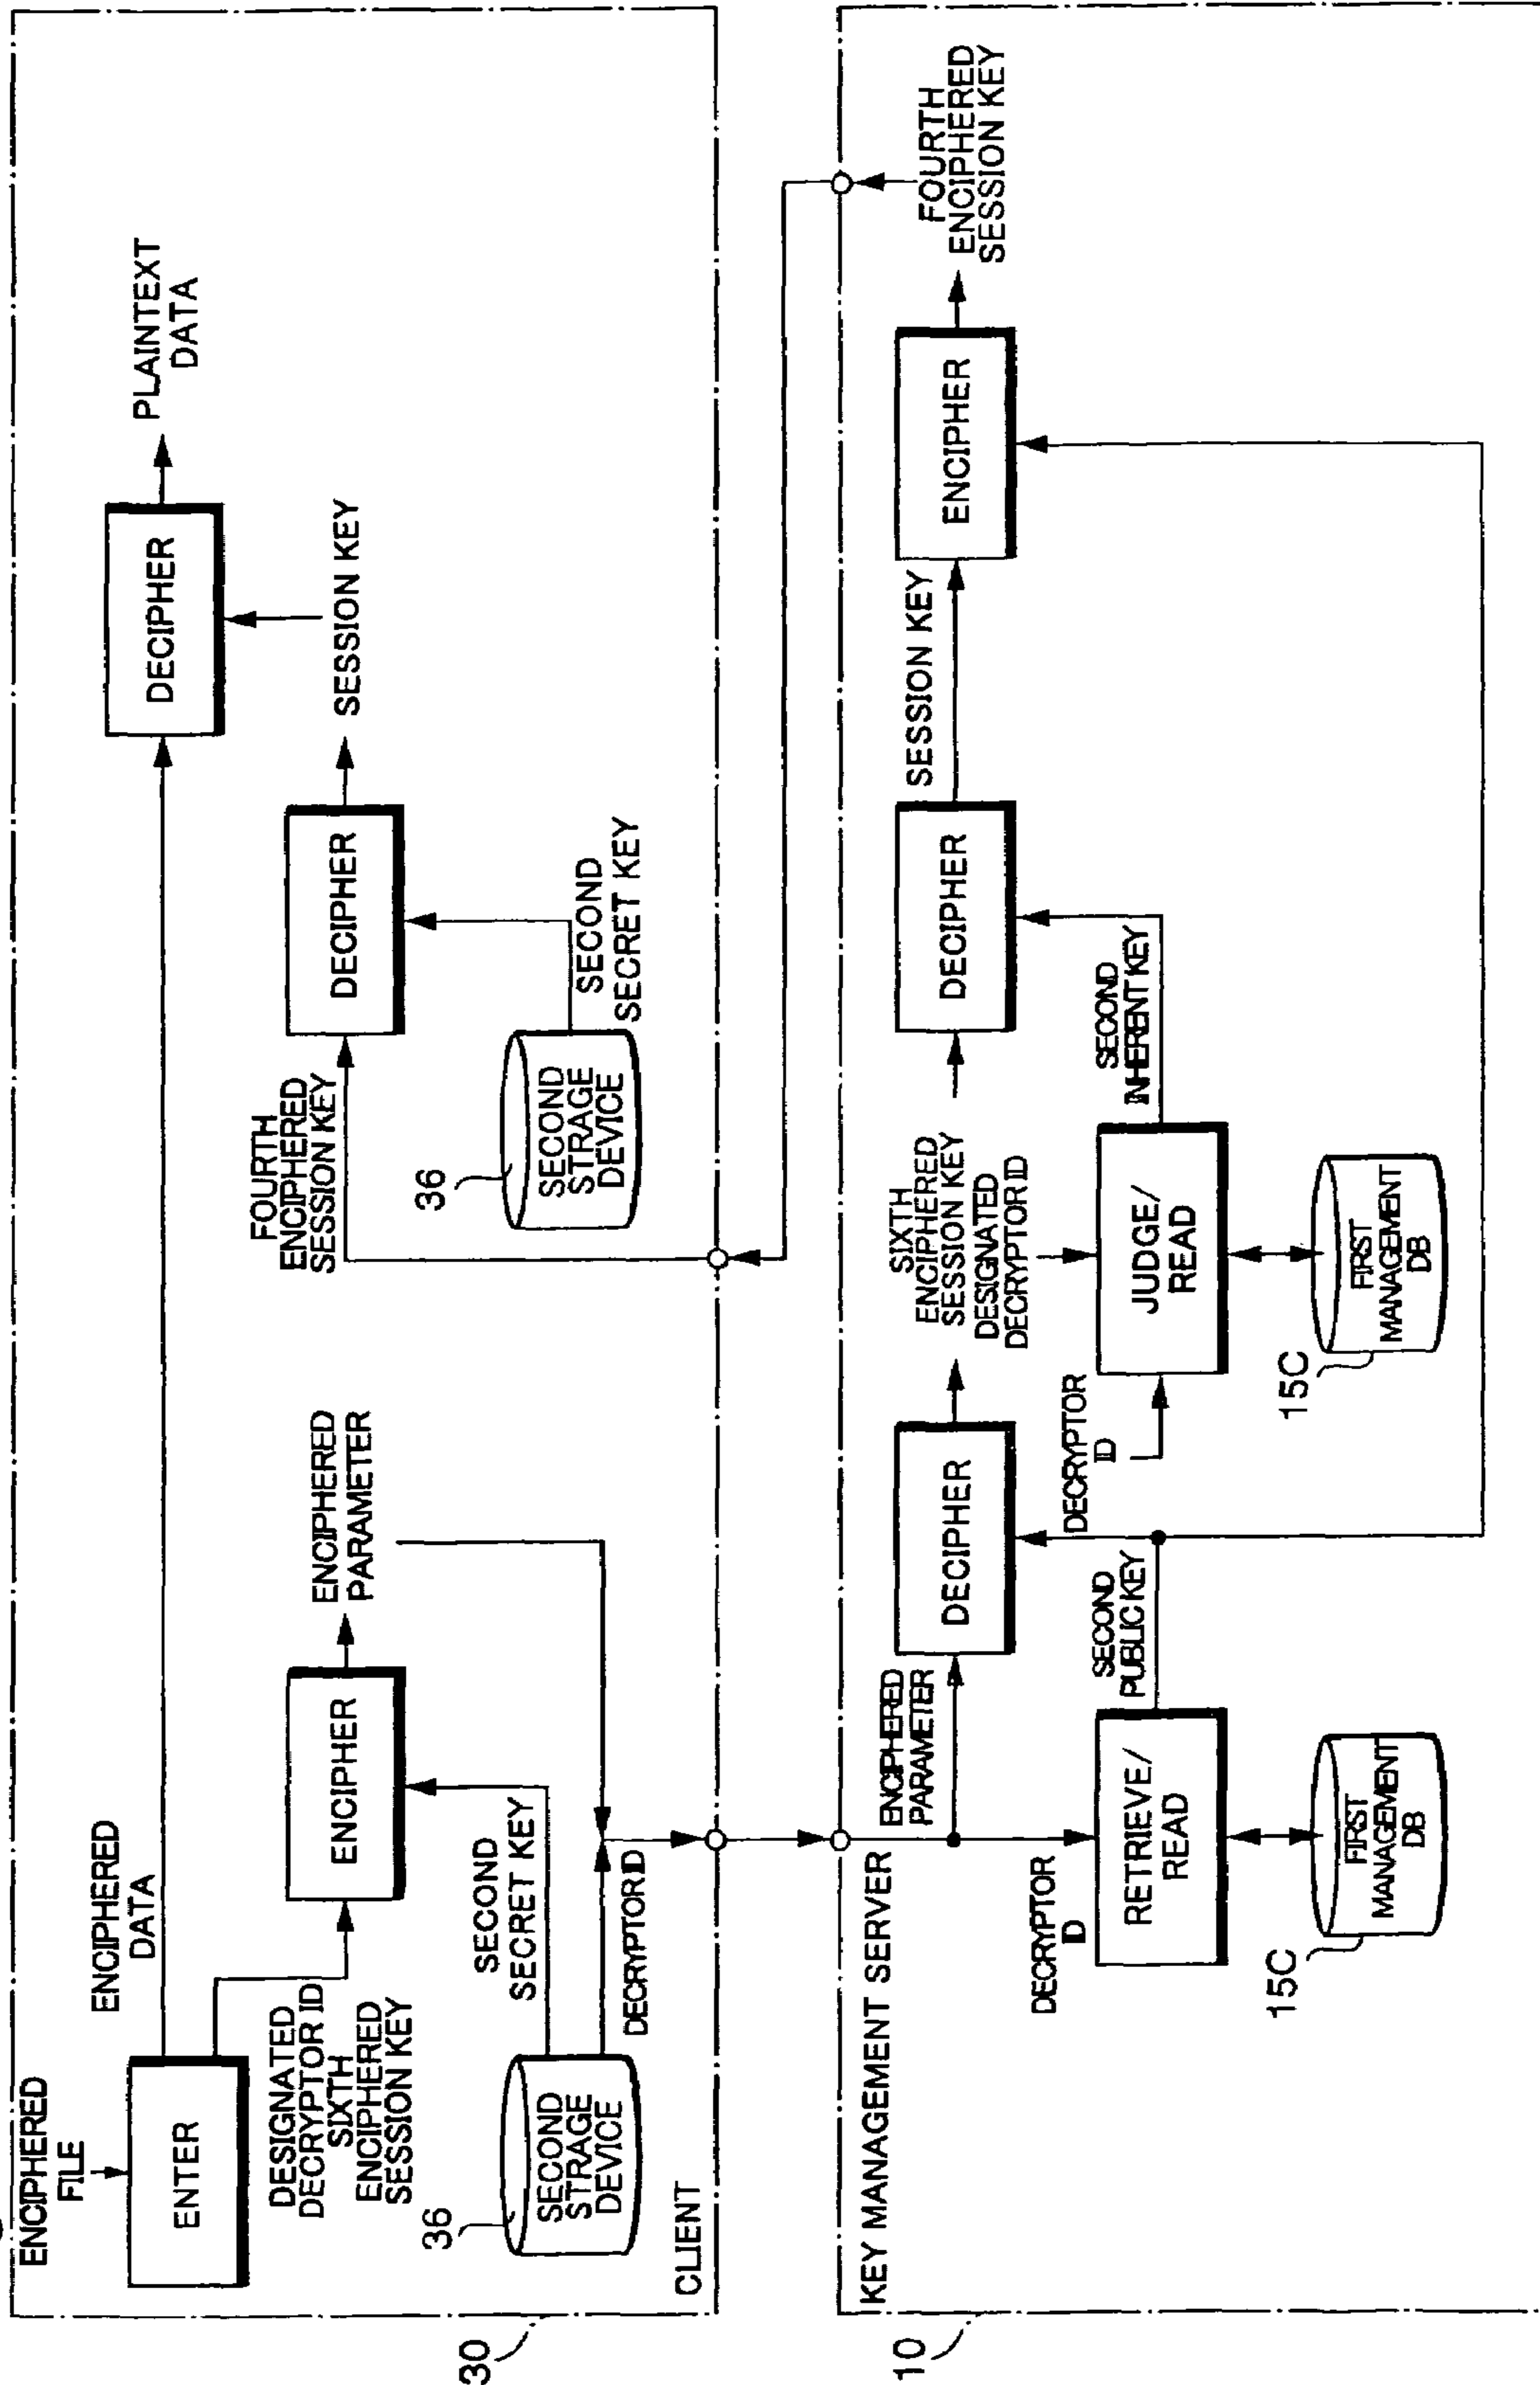 ENCIPHERED
FILE
ENTER
ENCIPHERED
DATA
DECIPHER
PLAINTEXT
DATA
DESIGNATED
DECRYPTOR ID
SIXTH
ENCIPHERED
SESSION KEY
ENCIPHER
ENCIPHERED
PARAMETER
SECOND
SECRET KEY
36
SECOND
STRAGE
DEVICE
DECRYPTOR ID
FOURTH
ENCIPHERED
SESSION KEY
DECIPHER
SESSION KEY
36
SECOND
STRAGE
DEVICE
SECOND
SECRET KEY
CLIENT
30
KEY MANAGEMENT SERVER
10
ENCIPHERED
PARAMETER
DECIPHER
SIXTH
ENCIPHERED
SESSION KEY
DESIGNATED
DECRYPTOR ID
DECIPHER
SESSION KEY
ENCIPHER
FOURTH
ENCIPHERED
SESSION KEY
DECRYPTOR
ID
RETRIEVE/
READ
SECOND
PUBLIC KEY
DECRYPTOR
ID
JUDGE/
READ
SECOND
INHERENT KEY
15C
FIRST
MANAGEMENT
DB
15C
FIRST
MANAGEMENT
DB